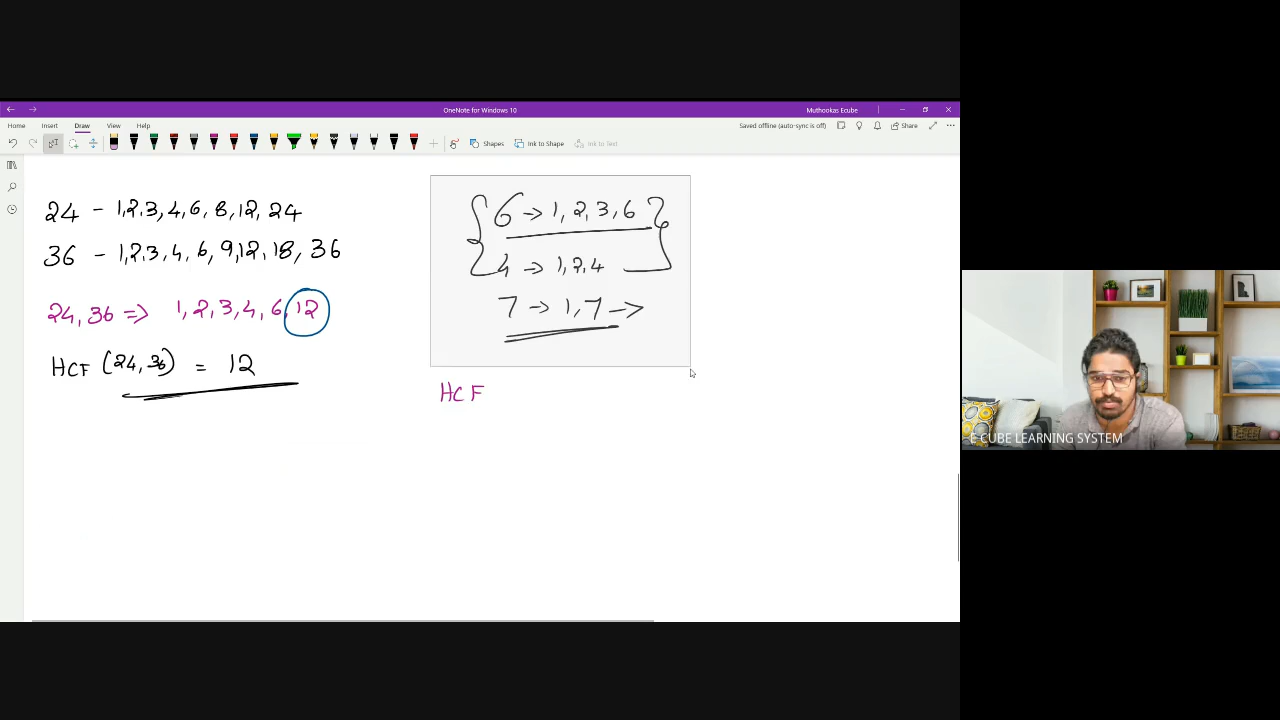 OneNote for Windows 10
Muthookas Ecube
Home Insert Draw View Help
Saved offline (auto-sync is off)
Share
Shapes
Ink to Shape
Ink to Text
24 - 1,2,3,4,6,8,12,24
36 - 1,2,3,4,6,9,12,18,36
24,36 => 1,2,3,4,6,12
HCF (24,36) = 12
6 -> 1,2,3,6
4 -> 1,2,4
7 -> 1,7 ->
HCF
E CUBE LEARNING SYSTEM